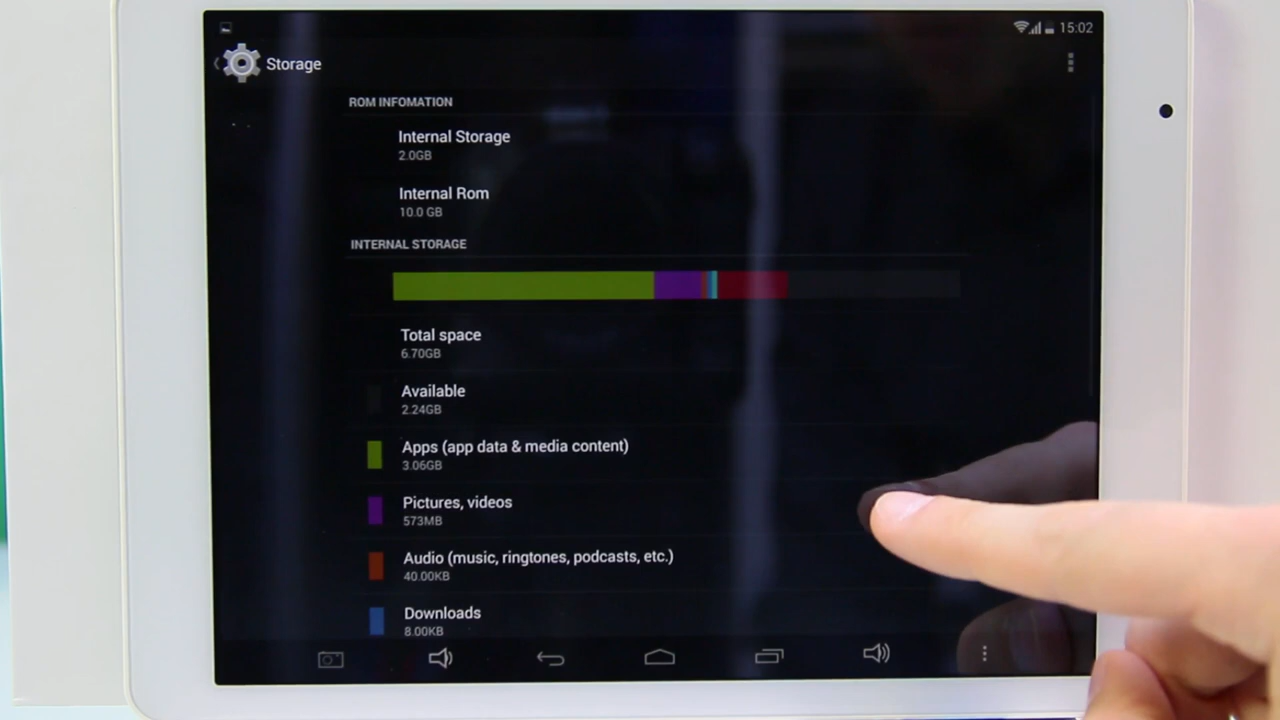 15:02
Storage
ROM INFOMATION
Internal Storage
2.0GB
Internal Rom
10.0 GB
INTERNAL STORAGE
Total space
6.70GB
Available
2.24GB
Apps (app data & media content)
3.06GB
Pictures, videos
573MB
Audio (music, ringtones, podcasts, etc.)
40.00KB
Downloads
8.00KB